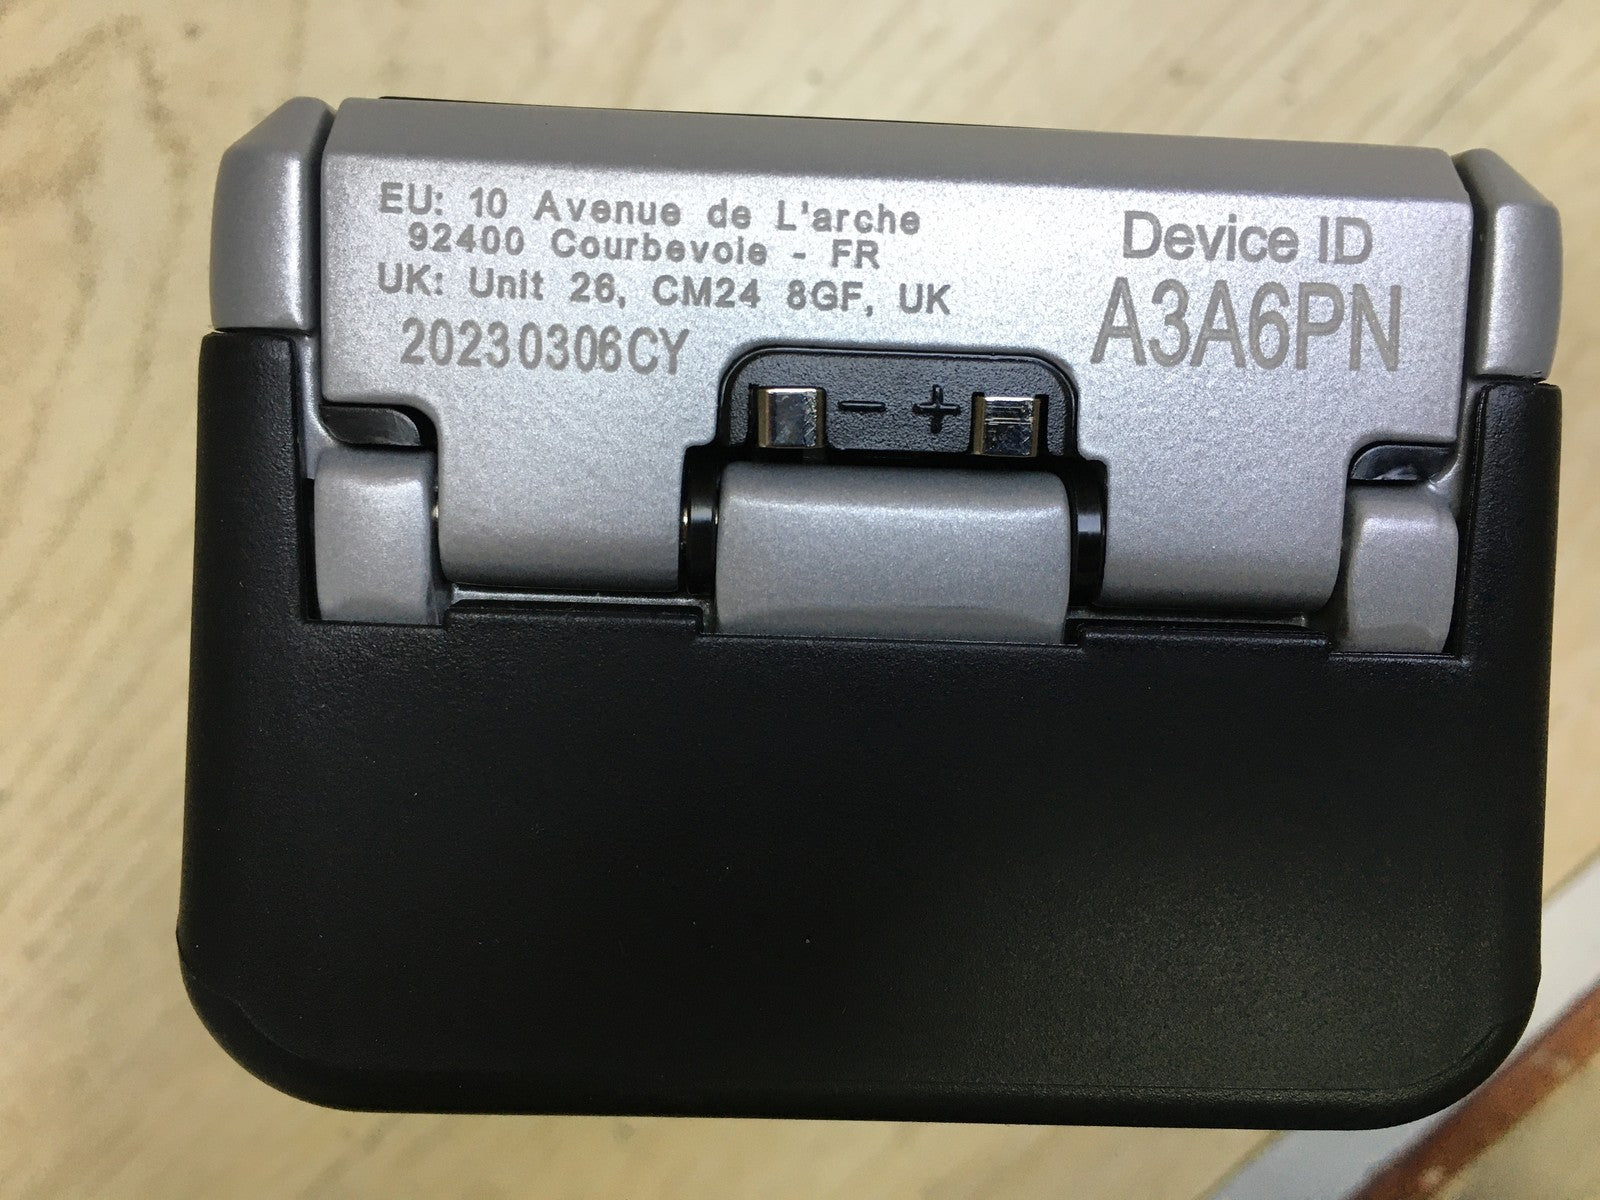 EU: 10 Avenue de L'arche
92400 Courbevoie - FR
UK: Unit 26, CM24 8GF, UK
20230306CY
Device ID
A3A6PN
- +